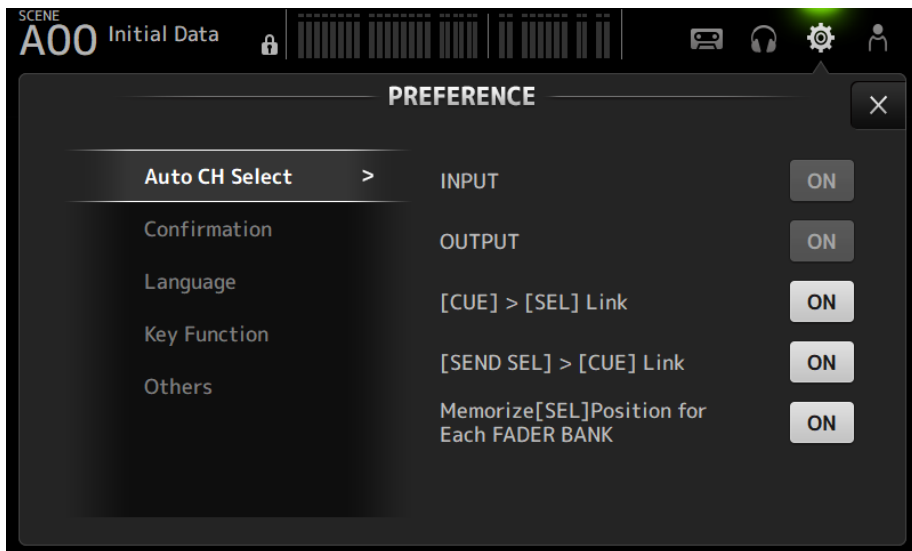 SCENE
A00 Initial Data
PREFERENCE
Auto CH Select >
Confirmation
Language
Key Function
Others
INPUT ON
OUTPUT ON
[CUE] > [SEL] Link ON
[SEND SEL] > [CUE] Link ON
Memorize[SEL]Position for
Each FADER BANK ON